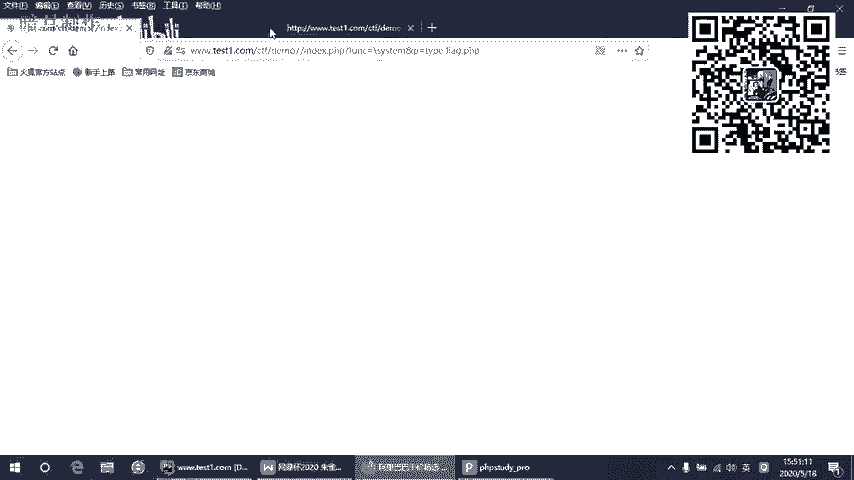 文件(F) 编辑(E) 查看(V) 历史(S) 书签(B) 工具(T) 帮助(H)
http://www.test1.com/ctf/demo
www.test1.com/ctf/demo7/index.php?func=\system&p=type flag.php
火狐官方站点 新手上路 常用网址 京东商城
www.test1.com [D...
网鼎杯2020 朱雀...
phpstudy_pro
英
15:51:11
2020/5/18